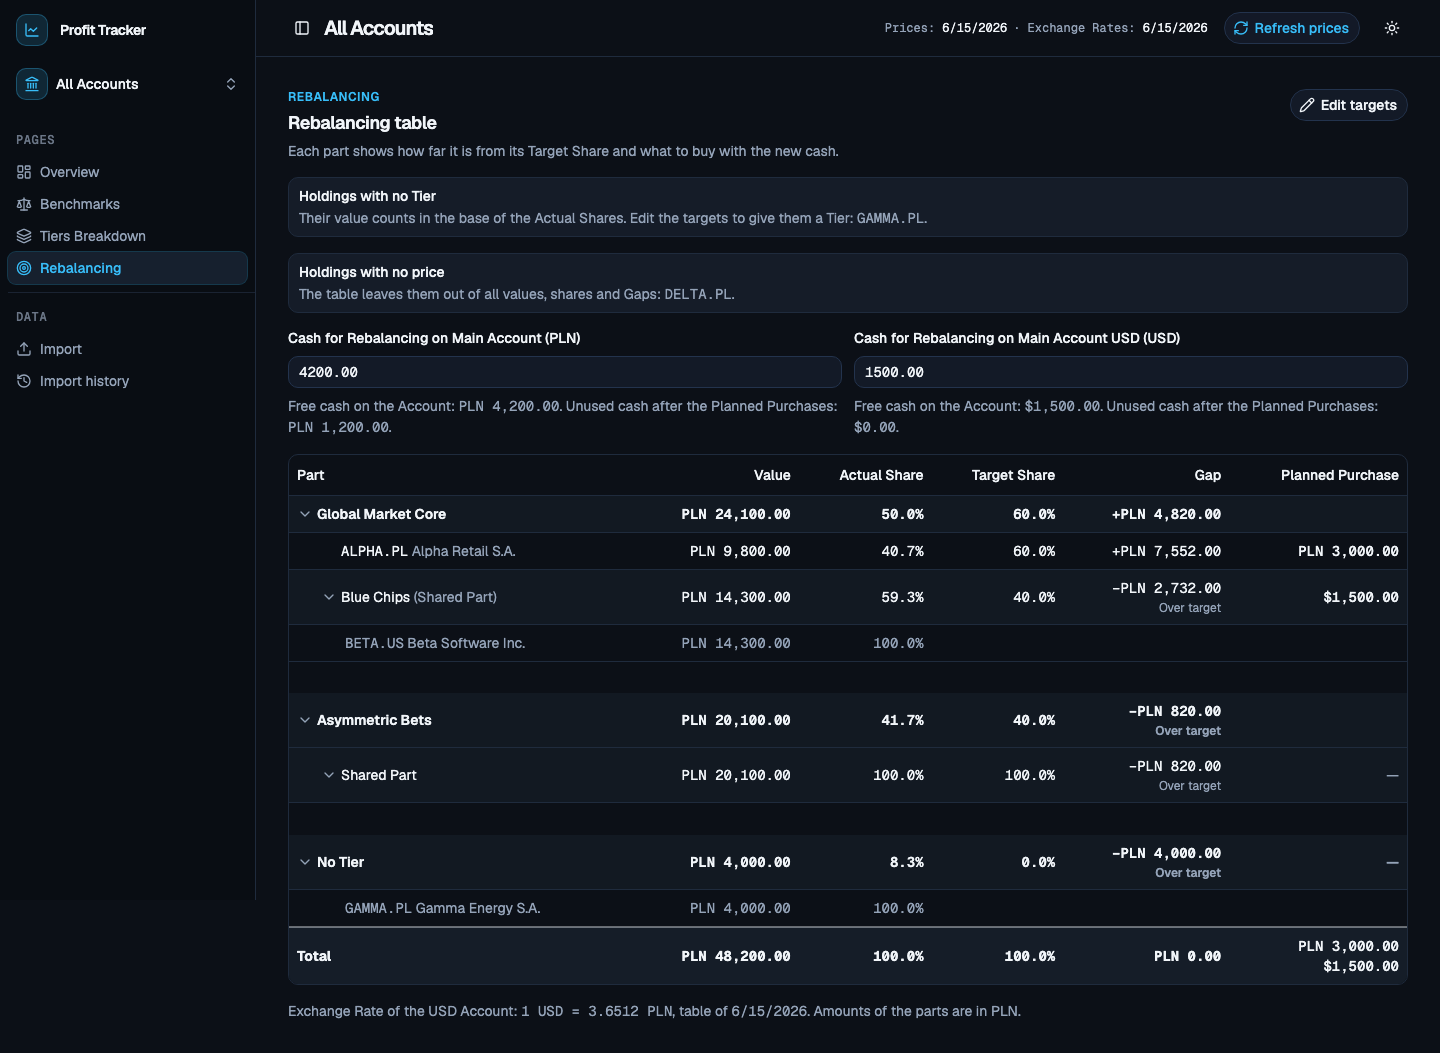 Profit Tracker
All Accounts
PAGES
Overview
Benchmarks
Tiers Breakdown
Rebalancing
DATA
Import
Import history
All Accounts
Prices: 6/15/2026 · Exchange Rates: 6/15/2026
Refresh prices
REBALANCING
Rebalancing table
Each part shows how far it is from its Target Share and what to buy with the new cash.
Edit targets
Holdings with no Tier
Their value counts in the base of the Actual Shares. Edit the targets to give them a Tier: GAMMA.PL.
Holdings with no price
The table leaves them out of all values, shares and Gaps: DELTA.PL.
Cash for Rebalancing on Main Account (PLN)
4200.00
Free cash on the Account: PLN 4,200.00. Unused cash after the Planned Purchases:
PLN 1,200.00.
Cash for Rebalancing on Main Account USD (USD)
1500.00
Free cash on the Account: $1,500.00. Unused cash after the Planned Purchases:
$0.00.
Part Value Actual Share Target Share Gap Planned Purchase
Global Market Core PLN 24,100.00 50.0% 60.0% +PLN 4,820.00
ALPHA.PL Alpha Retail S.A. PLN 9,800.00 40.7% 60.0% +PLN 7,552.00 PLN 3,000.00
Blue Chips (Shared Part) PLN 14,300.00 59.3% 40.0% −PLN 2,732.00 $1,500.00
Over target
BETA.US Beta Software Inc. PLN 14,300.00 100.0%
Asymmetric Bets PLN 20,100.00 41.7% 40.0% −PLN 820.00
Over target
Shared Part PLN 20,100.00 100.0% 100.0% −PLN 820.00 —
Over target
No Tier PLN 4,000.00 8.3% 0.0% −PLN 4,000.00 —
Over target
GAMMA.PL Gamma Energy S.A. PLN 4,000.00 100.0%
Total PLN 48,200.00 100.0% 100.0% PLN 0.00 PLN 3,000.00
$1,500.00
Exchange Rate of the USD Account: 1 USD = 3.6512 PLN, table of 6/15/2026. Amounts of the parts are in PLN.